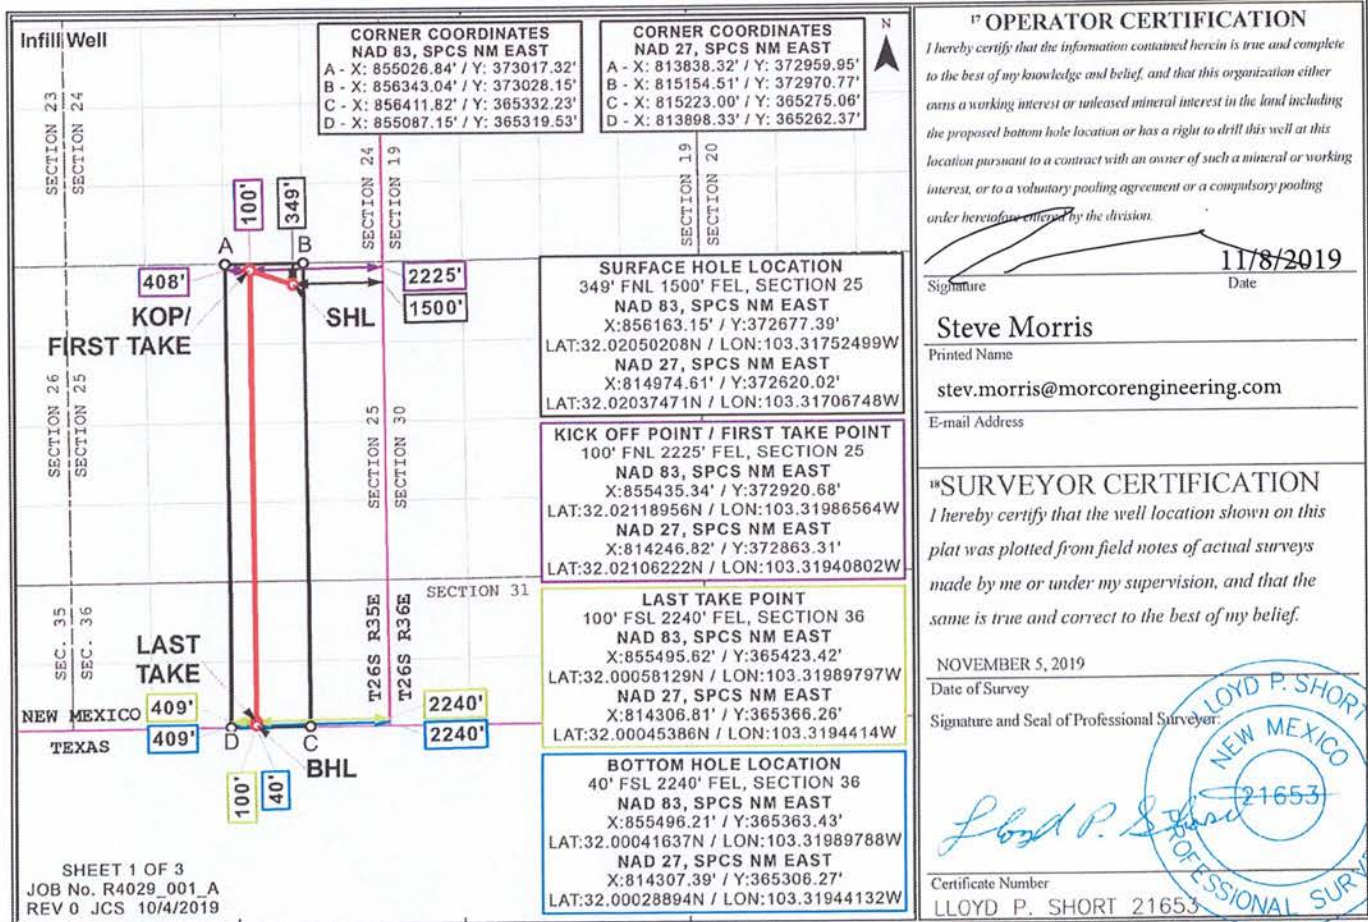 Infill Well
CORNER COORDINATES
NAD 83, SPCS NM EAST
A - X: 855026.84' / Y: 373017.32'
B - X: 856343.04' / Y: 373028.15'
C - X: 856411.82' / Y: 365332.23'
D - X: 855087.15' / Y: 365319.53'
CORNER COORDINATES
NAD 27, SPCS NM EAST
A - X: 813838.32' / Y: 372959.95'
B - X: 815154.51' / Y: 372970.77'
C - X: 815223.00' / Y: 365275.06'
D - X: 813898.33' / Y: 365262.37'
N
SECTION 23
SECTION 24
SECTION 24
SECTION 19
SECTION 19
SECTION 20
100'
349'
A
B
408'
2225'
1500'
KOP/
FIRST TAKE
SHL
SECTION 26
SECTION 25
SECTION 25
SECTION 30
SECTION 31
SEC. 35
SEC. 36
T26S R35E
T26S R36E
LAST
TAKE
NEW MEXICO
TEXAS
409'
409'
2240'
2240'
D
C
BHL
100'
40'
SHEET 1 OF 3
JOB No. R4029_001_A
REV 0 JCS 10/4/2019
SURFACE HOLE LOCATION
349' FNL 1500' FEL, SECTION 25
NAD 83, SPCS NM EAST
X:856163.15' / Y:372677.39'
LAT:32.02050208N / LON:103.31752499W
NAD 27, SPCS NM EAST
X:814974.61' / Y:372620.02'
LAT:32.02037471N / LON:103.31706748W
KICK OFF POINT / FIRST TAKE POINT
100' FNL 2225' FEL, SECTION 25
NAD 83, SPCS NM EAST
X:855435.34' / Y:372920.68'
LAT:32.02118956N / LON:103.31986564W
NAD 27, SPCS NM EAST
X:814246.82' / Y:372863.31'
LAT:32.02106222N / LON:103.31940802W
LAST TAKE POINT
100' FSL 2240' FEL, SECTION 36
NAD 83, SPCS NM EAST
X:855495.62' / Y:365423.42'
LAT:32.00058129N / LON:103.31989797W
NAD 27, SPCS NM EAST
X:814306.81' / Y:365366.26'
LAT:32.00045386N / LON:103.3194414W
BOTTOM HOLE LOCATION
40' FSL 2240' FEL, SECTION 36
NAD 83, SPCS NM EAST
X:855496.21' / Y:365363.43'
LAT:32.00041637N / LON:103.31989788W
NAD 27, SPCS NM EAST
X:814307.39' / Y:365306.27'
LAT:32.00028894N / LON:103.31944132W
17 OPERATOR CERTIFICATION
I hereby certify that the information contained herein is true and complete
to the best of my knowledge and belief, and that this organization either
owns a working interest or unleased mineral interest in the land including
the proposed bottom hole location or has a right to drill this well at this
location pursuant to a contract with an owner of such a mineral or working
interest, or to a voluntary pooling agreement or a compulsory pooling
order heretofore entered by the division.
11/8/2019
Signature
Date
Steve Morris
Printed Name
stev.morris@morcorengineering.com
E-mail Address
18 SURVEYOR CERTIFICATION
I hereby certify that the well location shown on this
plat was plotted from field notes of actual surveys
made by me or under my supervision, and that the
same is true and correct to the best of my belief.
NOVEMBER 5, 2019
Date of Survey
Signature and Seal of Professional Surveyor:
Lloyd P. Short
LLOYD P. SHORT
NEW MEXICO
21653
PROFESSIONAL SURV
Certificate Number
LLOYD P. SHORT 21653